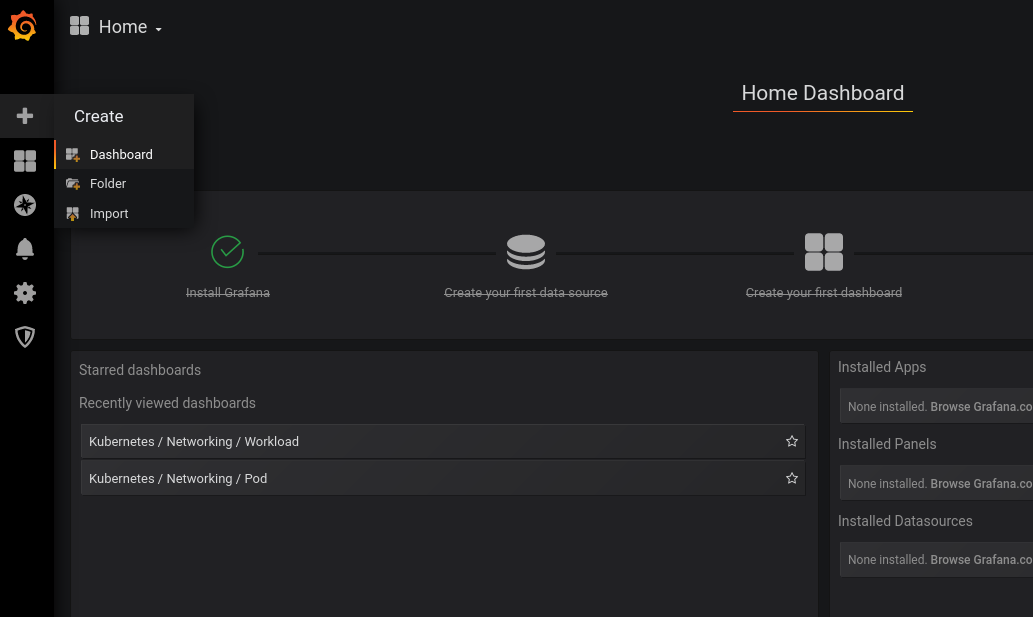 Home
Home Dashboard
Create
Dashboard
Folder
Import
Install Grafana
Create your first data source
Create your first dashboard
Starred dashboards
Recently viewed dashboards
Kubernetes / Networking / Workload
Kubernetes / Networking / Pod
Installed Apps
None installed. Browse Grafana.co
Installed Panels
None installed. Browse Grafana.co
Installed Datasources
None installed. Browse Grafana.co